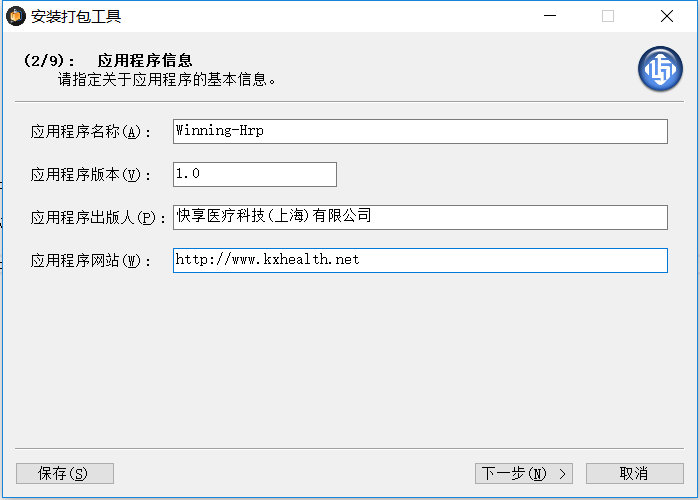 安装打包工具
(2/9): 应用程序信息
请指定关于应用程序的基本信息。
应用程序名称(A): Winning-Hrp
应用程序版本(V): 1.0
应用程序出版人(P): 快享医疗科技(上海)有限公司
应用程序网站(W): http://www.kxhealth.net
保存(S) 下一步(N) > 取消